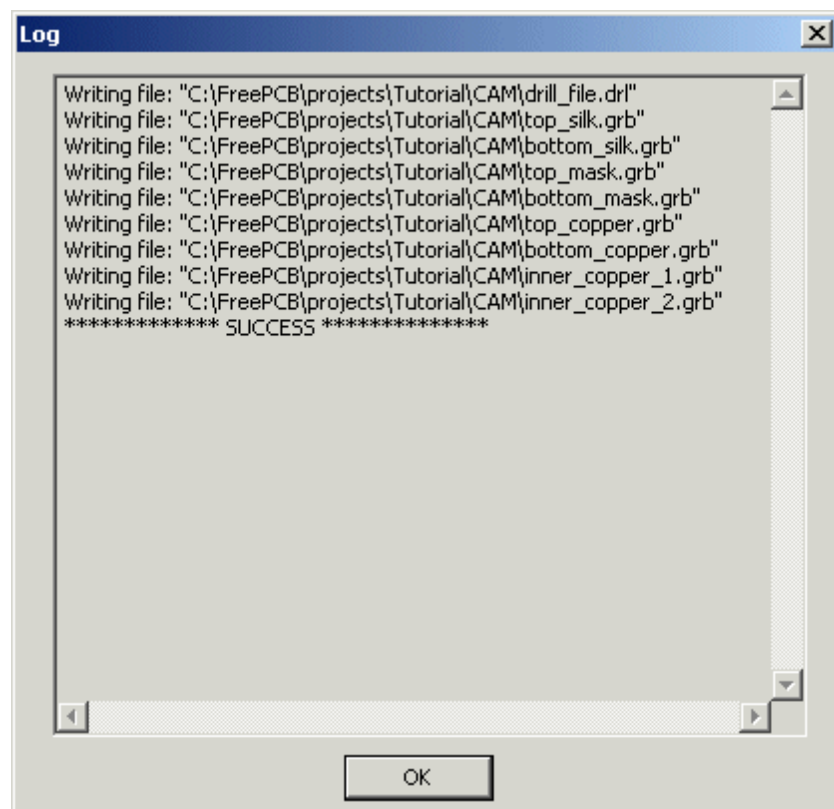 Log
Writing file: "C:\FreePCB\projects\Tutorial\CAM\drill_file.drl"
Writing file: "C:\FreePCB\projects\Tutorial\CAM\top_silk.grb"
Writing file: "C:\FreePCB\projects\Tutorial\CAM\bottom_silk.grb"
Writing file: "C:\FreePCB\projects\Tutorial\CAM\top_mask.grb"
Writing file: "C:\FreePCB\projects\Tutorial\CAM\bottom_mask.grb"
Writing file: "C:\FreePCB\projects\Tutorial\CAM\top_copper.grb"
Writing file: "C:\FreePCB\projects\Tutorial\CAM\bottom_copper.grb"
Writing file: "C:\FreePCB\projects\Tutorial\CAM\inner_copper_1.grb"
Writing file: "C:\FreePCB\projects\Tutorial\CAM\inner_copper_2.grb"
************* SUCCESS **************
OK